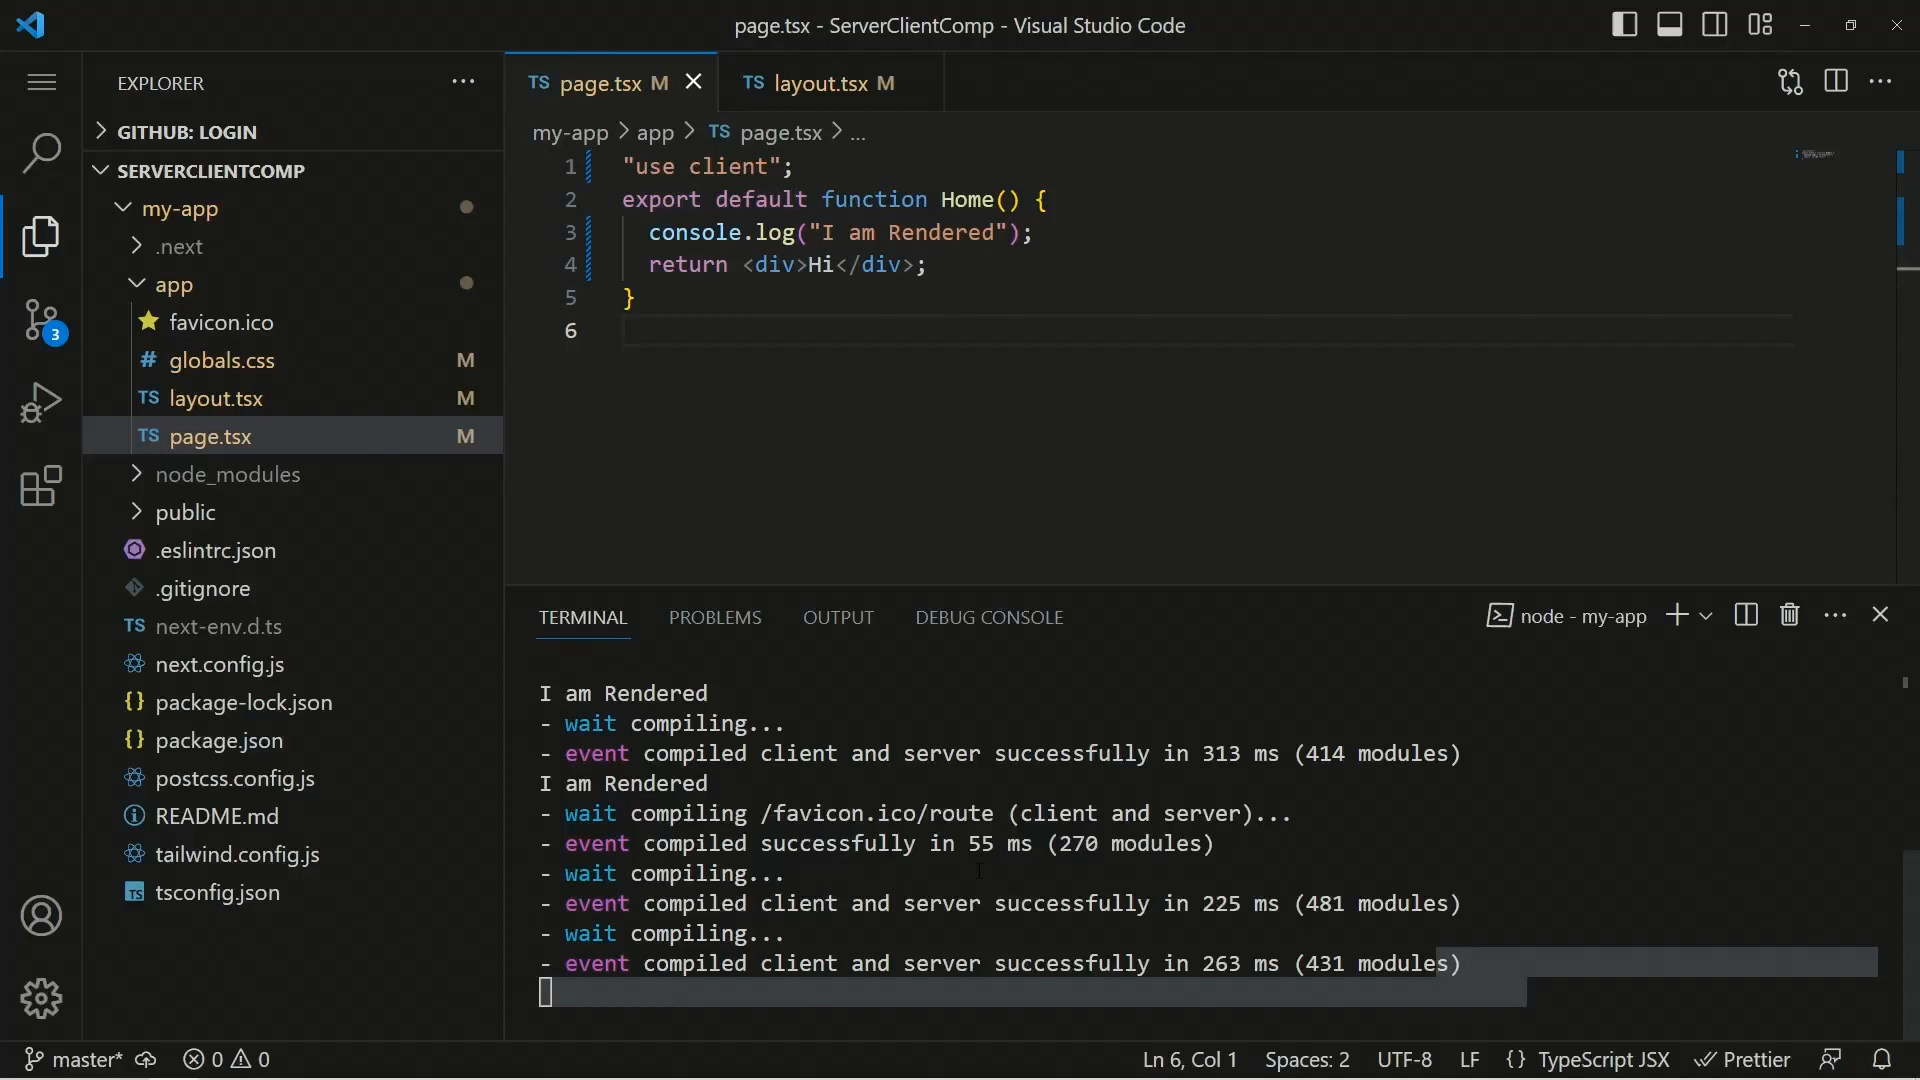 page.tsx - ServerClientComp - Visual Studio Code
EXPLORER
GITHUB: LOGIN
SERVERCLIENTCOMP
my-app
.next
app
favicon.ico
# globals.css M
TS layout.tsx M
TS page.tsx M
node_modules
public
.eslintrc.json
.gitignore
TS next-env.d.ts
next.config.js
{} package-lock.json
{} package.json
postcss.config.js
README.md
tailwind.config.js
TS tsconfig.json
3
TS page.tsx M
TS layout.tsx M
my-app > app > TS page.tsx > ...
1 "use client";
2 export default function Home() {
3 console.log("I am Rendered");
4 return <div>Hi</div>;
5 }
6
TERMINAL PROBLEMS OUTPUT DEBUG CONSOLE
node - my-app
I am Rendered
- wait compiling...
- event compiled client and server successfully in 313 ms (414 modules)
I am Rendered
- wait compiling /favicon.ico/route (client and server)...
- event compiled successfully in 55 ms (270 modules)
- wait compiling...
- event compiled client and server successfully in 225 ms (481 modules)
- wait compiling...
- event compiled client and server successfully in 263 ms (431 modules)
master* 0 0 Ln 6, Col 1 Spaces: 2 UTF-8 LF {} TypeScript JSX Prettier